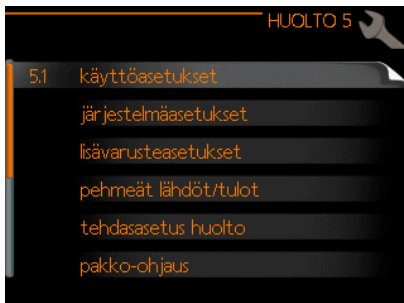 HUOLTO 5
5.1 käyttöasetukset
järjestelmäasetukset
lisävarusteasetukset
pehmeät lähdöt/tulot
tehdasasetus huolto
pakko-ohjaus